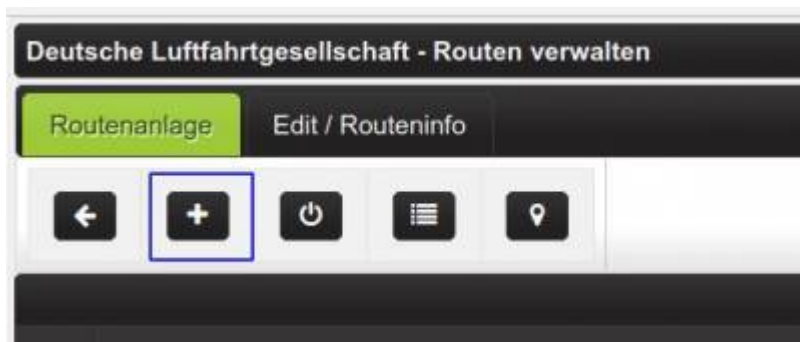 Deutsche Luftfahrtgesellschaft - Routen verwalten
Routenanlage Edit / Routeninfo